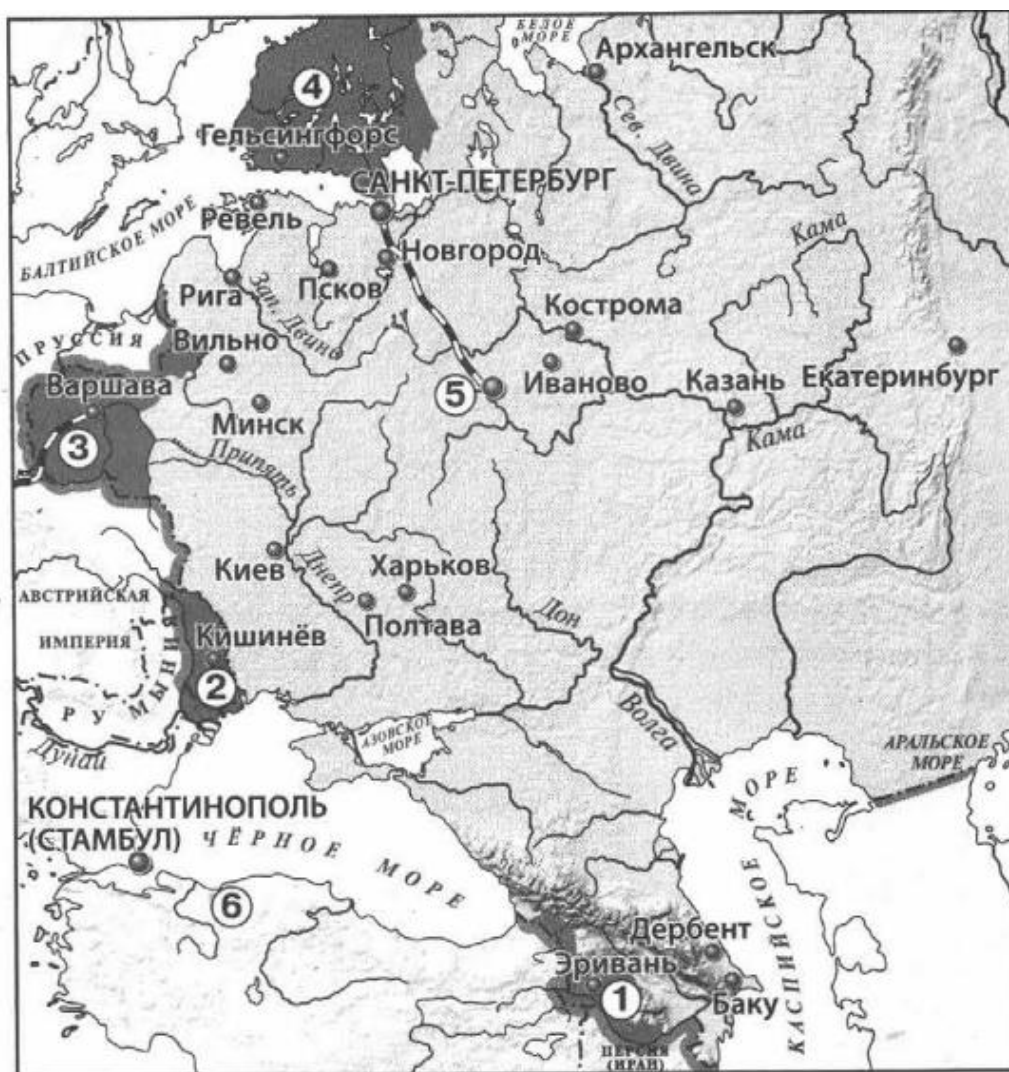 БЕЛОЕ
МОРЕ
Архангельск
4
Сев. Двина
Гельсингфорс
САНКТ-ПЕТЕРБУРГ
Ревель
Кама
БАЛТИЙСКОЕ МОРЕ
Новгород
Рига
Псков
Зап. Двина
Кострома
ПРУССИЯ
Вильно
Варшава
5
Иваново
Казань
Екатеринбург
Минск
Кама
3
Припять
Киев
Днепр
Харьков
АВСТРИЙСКАЯ
ИМПЕРИЯ
Полтава
Дон
Кишинёв
2
РУМЫНИЯ
Волга
АЗОВСКОЕ
МОРЕ
Дунай
АРАЛЬСКОЕ
МОРЕ
КОНСТАНТИНОПОЛЬ
(СТАМБУЛ)
ЧЁРНОЕ МОРЕ
КАСПИЙСКОЕ МОРЕ
6
Дербент
Эривань
1
Баку
ПЕРСИЯ
(ИРАН)